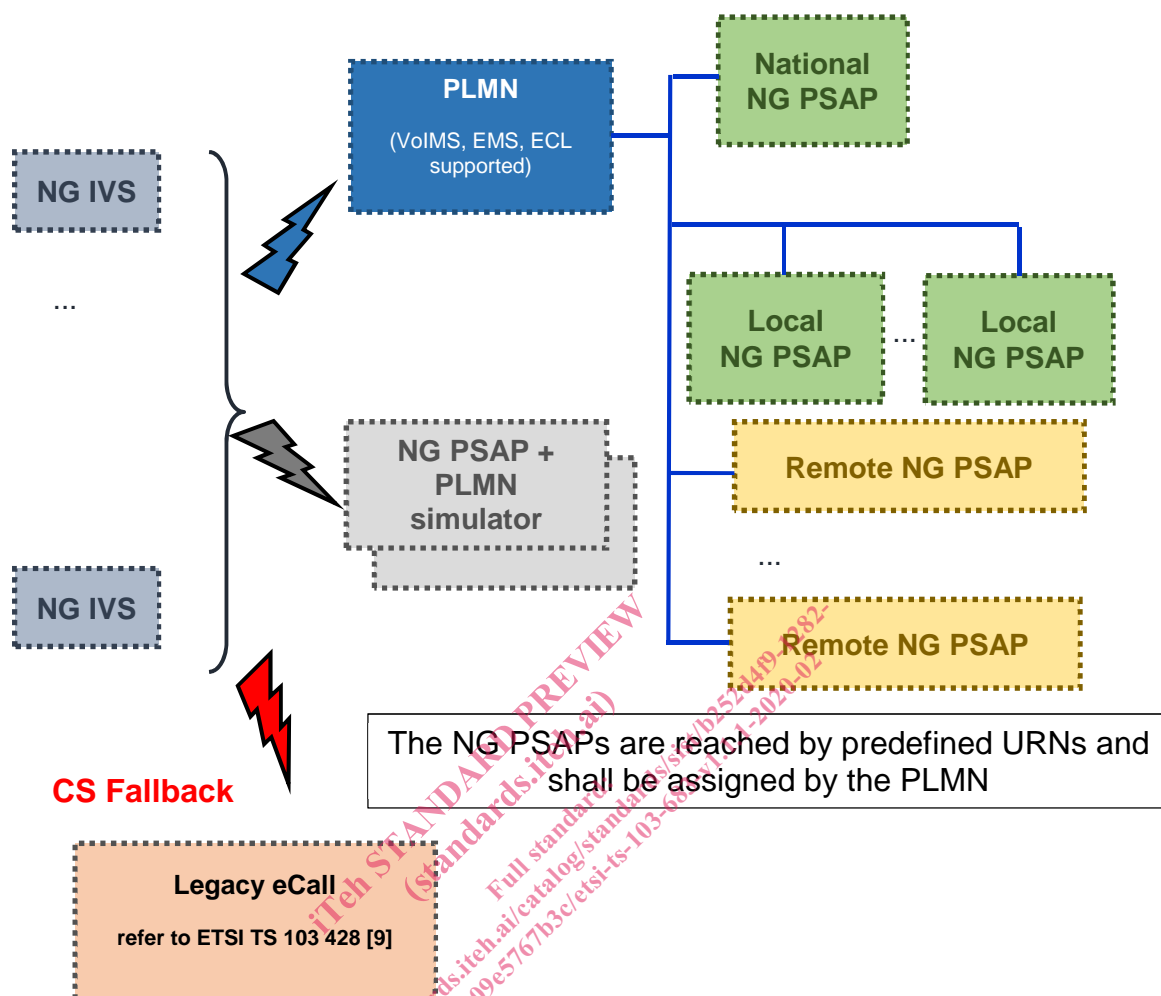 PLMN
(VoIMS, EMS, ECL
supported)
National
NG PSAP
NG IVS
...
Local
NG PSAP
...
Local
NG PSAP
NG PSAP +
PLMN
simulator
Remote NG PSAP
...
NG IVS
Remote NG PSAP
The NG PSAPs are reached by predefined URNs and
shall be assigned by the PLMN
CS Fallback
Legacy eCall
refer to ETSI TS 103 428 [9]
iTeh STANDARD PREVIEW
(standards.iteh.ai)
Full standard: